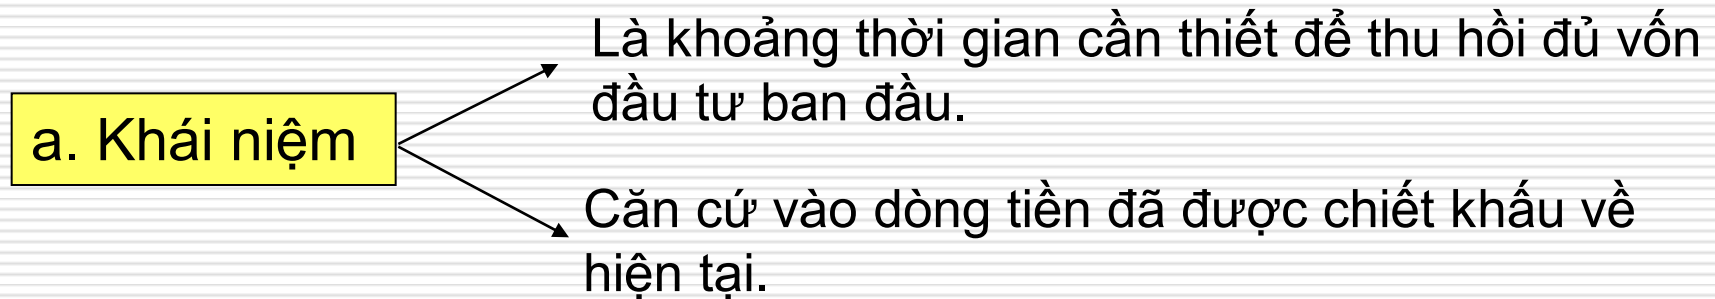 Là khoảng thời gian cần thiết để thu hồi đủ vốn
đầu tư ban đầu.
a. Khái niệm
Căn cứ vào dòng tiền đã được chiết khấu về
hiện tại.